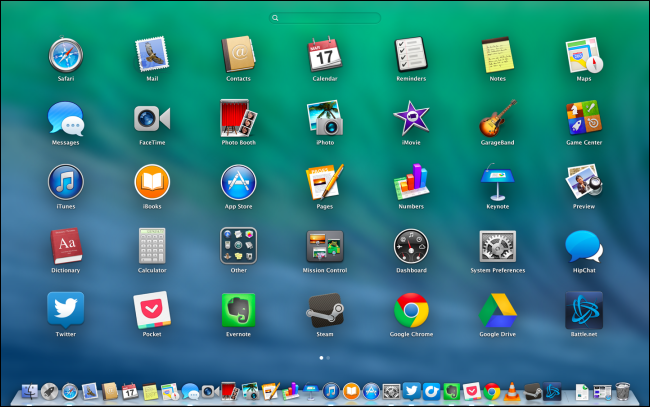 Safari Mail Contacts Calendar Reminders Notes Maps
Messages FaceTime Photo Booth iPhoto iMovie GarageBand Game Center
iTunes iBooks App Store Pages Numbers Keynote Preview
Dictionary Calculator Other Mission Control Dashboard System Preferences HipChat
Twitter Pocket Evernote Steam Google Chrome Google Drive Battle.net
MAR
17
Aa
17